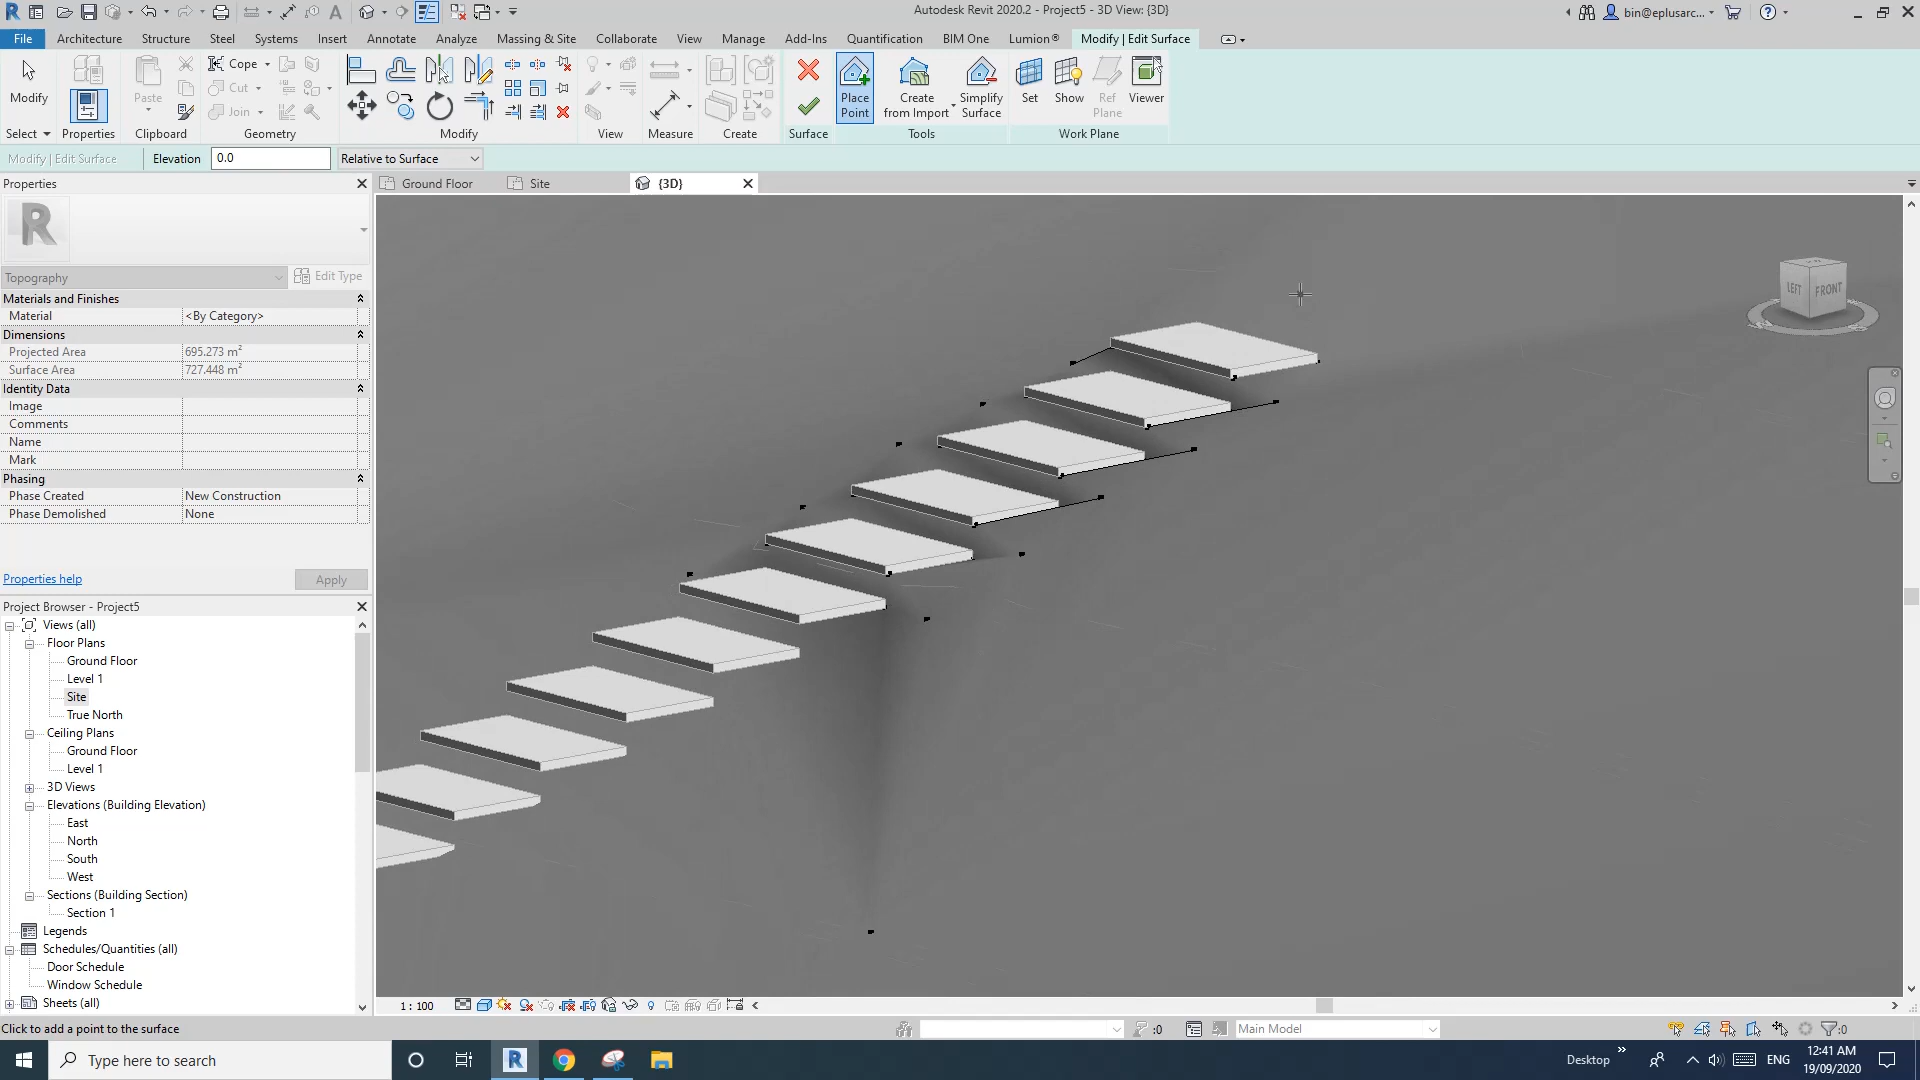 Autodesk Revit 2020.2 - Project5 - 3D View: {3D}
bin@eplusarc...
File Architecture Structure Steel Systems Insert Annotate Analyze Massing & Site Collaborate View Manage Add-Ins Quantification BIM One Lumion® Modify | Edit Surface
Modify
Paste
Cope
Cut
Join
Place Point
Create from Import
Simplify Surface
Set
Show
Ref Plane
Viewer
Select Properties Clipboard Geometry Modify View Measure Create Surface Tools Work Plane
Modify | Edit Surface Elevation 0.0 Relative to Surface
Properties
Ground Floor Site {3D}
R
Topography Edit Type
Materials and Finishes
Material <By Category>
Dimensions
Projected Area 695.273 m²
Surface Area 727.448 m²
Identity Data
Image
Comments
Name
Mark
Phasing
Phase Created New Construction
Phase Demolished None
LEFT FRONT
Properties help Apply
Project Browser - Project5
Views (all)
Floor Plans
Ground Floor
Level 1
Site
True North
Ceiling Plans
Ground Floor
Level 1
3D Views
Elevations (Building Elevation)
East
North
South
West
Sections (Building Section)
Section 1
Legends
Schedules/Quantities (all)
Door Schedule
Window Schedule
Sheets (all)
1 : 100
Click to add a point to the surface
:0
Main Model
:0
Type here to search
Desktop
ENG
12:41 AM
19/09/2020